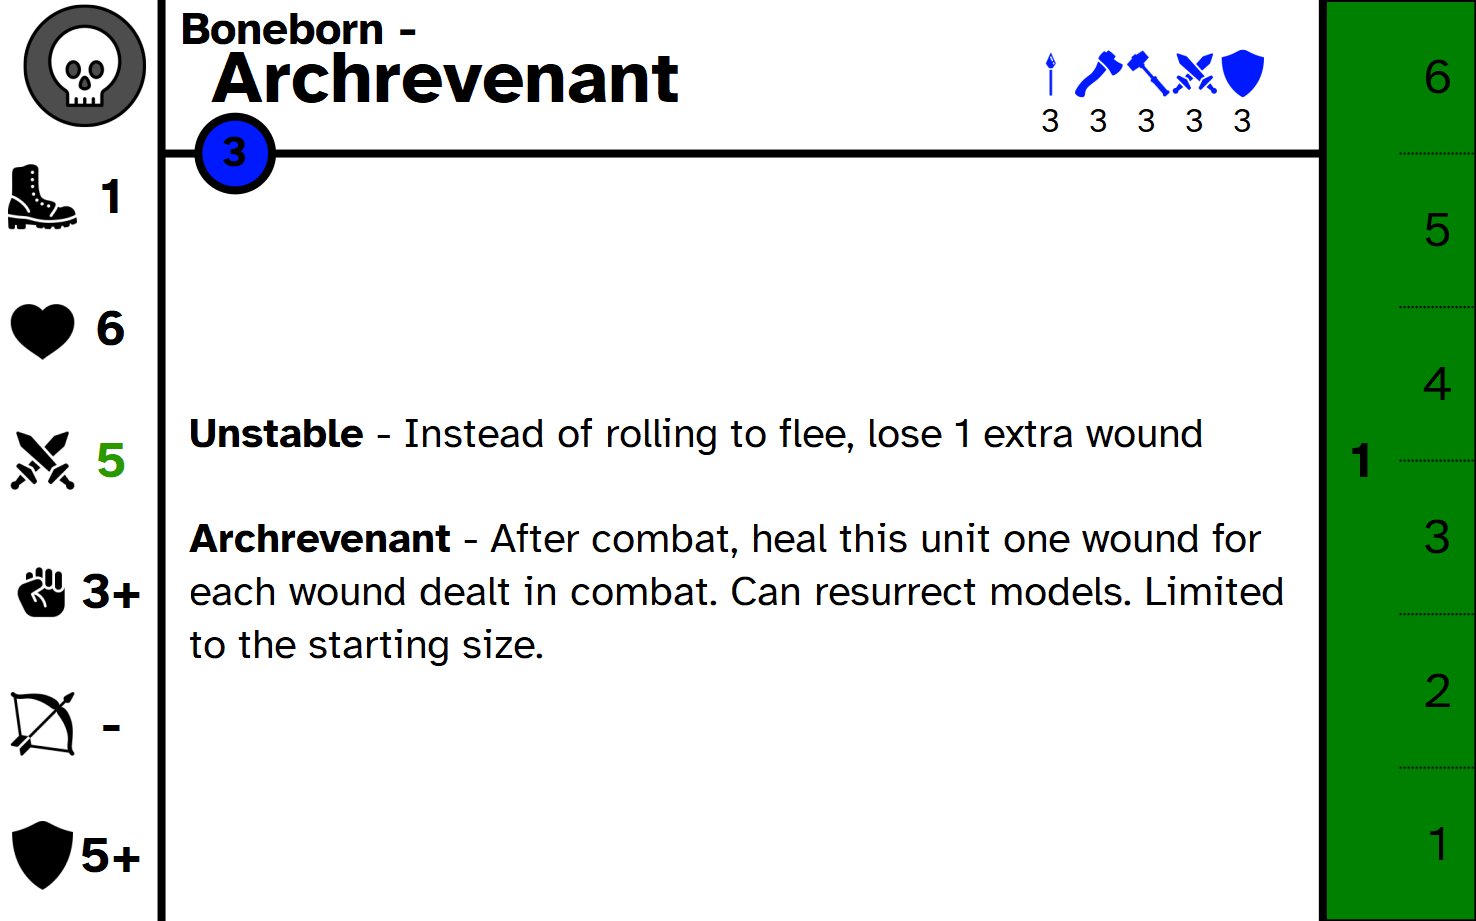 Boneborn -
Archrevenant
3 3 3 3 3
3
1
6
5
3+
-
5+
Unstable - Instead of rolling to flee, lose 1 extra wound
Archrevenant - After combat, heal this unit one wound for
each wound dealt in combat. Can resurrect models. Limited
to the starting size.
6
5
4
1
3
2
1